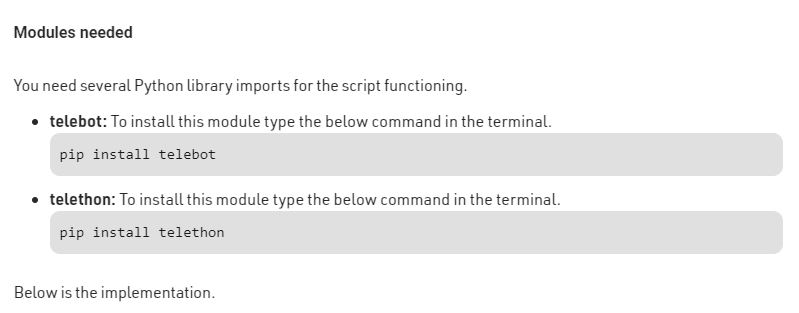 Modules needed
You need several Python library imports for the script functioning.
• telebot: To install this module type the below command in the terminal.
pip install telebot
• telethon: To install this module type the below command in the terminal.
pip install telethon
Below is the implementation.